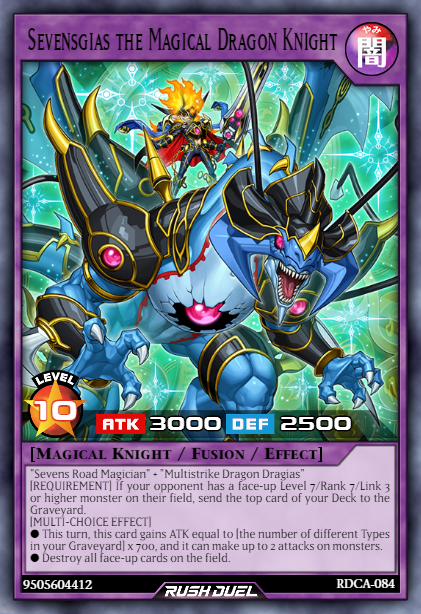 Sevensgias the Magical Dragon Knight
やみ
闇
LEVEL
10
ATK 3000 DEF 2500
[Magical Knight / Fusion / Effect]
"Sevens Road Magician" + "Multistrike Dragon Dragias"
[REQUIREMENT] If your opponent has a face-up Level 7/Rank 7/Link 3
or higher monster on their field, send the top card of your Deck to the
Graveyard.
[MULTI-CHOICE EFFECT]
● This turn, this card gains ATK equal to [the number of different Types
in your Graveyard] x 700, and it can make up to 2 attacks on monsters.
● Destroy all face-up cards on the field.
9505604412
RUSH DUEL
RDCA-084